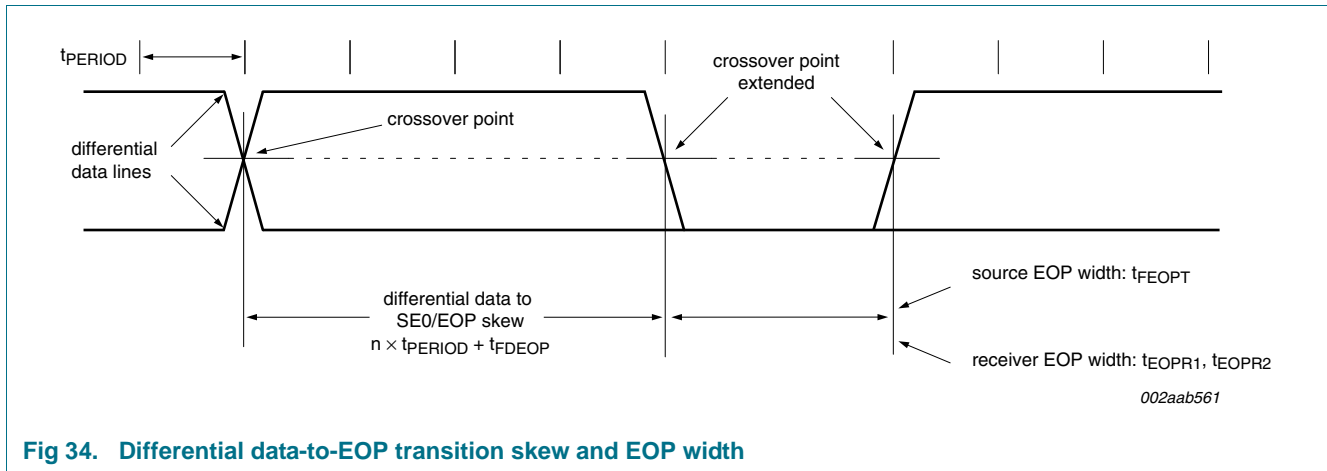 tPERIOD
crossover point
extended
crossover point
differential
data lines
source EOP width: tFEOPT
differential data to
SE0/EOP skew
n × tPERIOD + tFDEOP
receiver EOP width: tEOPR1, tEOPR2
002aab561
Fig 34. Differential data-to-EOP transition skew and EOP width